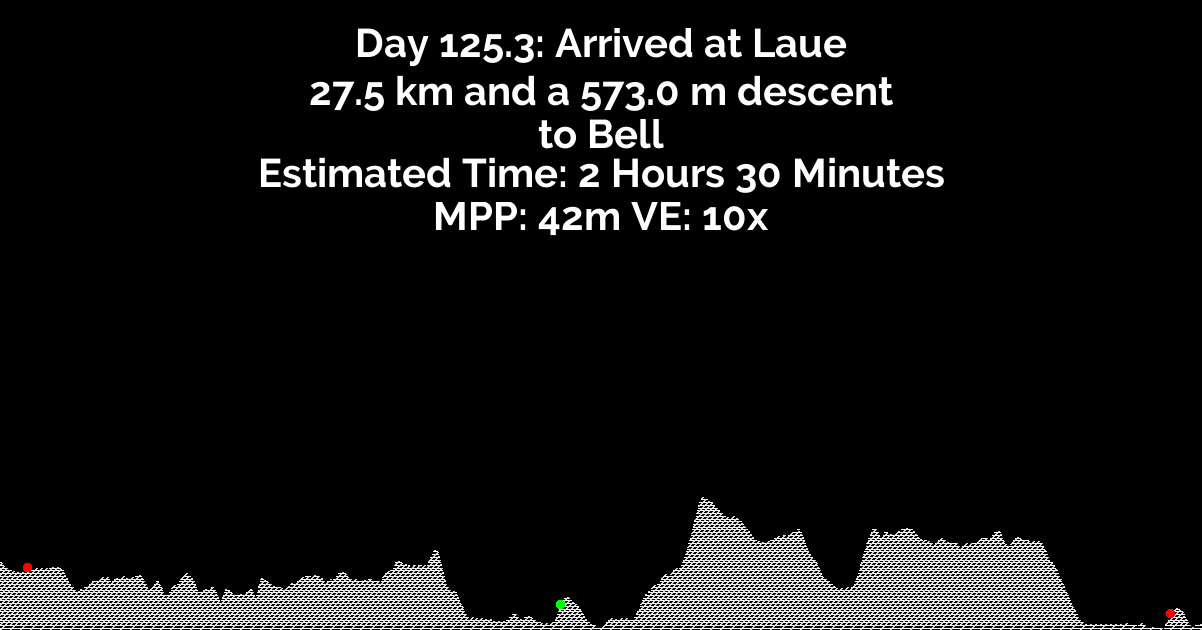 Day 125.3: Arrived at Laue
27.5 km and a 573.0 m descent
to Bell
Estimated Time: 2 Hours 30 Minutes
MPP: 42m VE: 10x